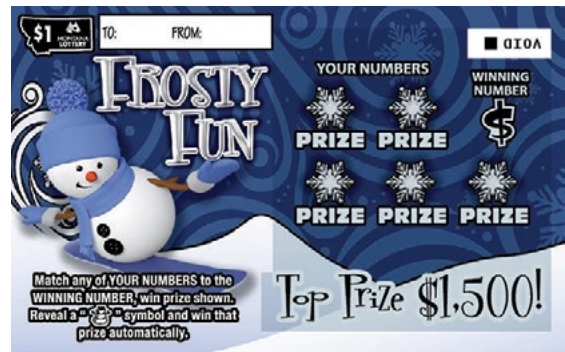 $1 MONTANA LOTTERY
TO: FROM:
VOID
FROSTY
FUN
YOUR NUMBERS
WINNING
NUMBER
$
PRIZE PRIZE
PRIZE PRIZE PRIZE
Match any of YOUR NUMBERS to the
WINNING NUMBER, win prize shown.
Reveal a " " symbol and win that
prize automatically.
Top Prize $1,500!